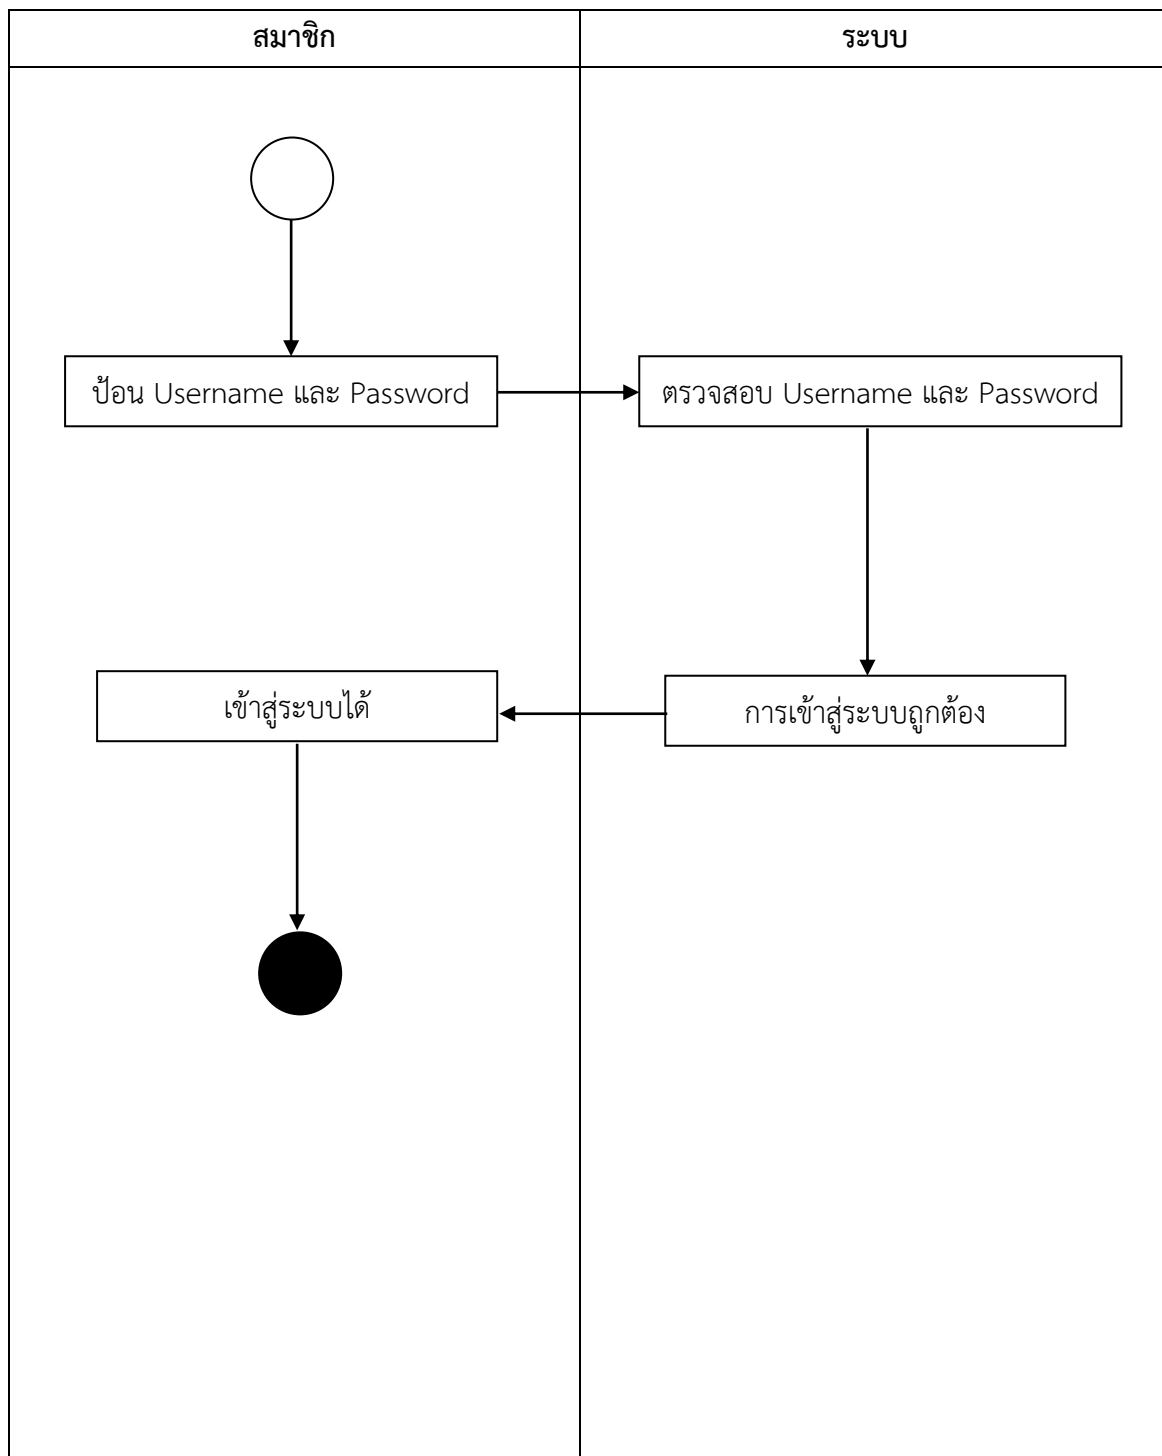 สมาชิก
ระบบ
ป้อน Username และ Password
ตรวจสอบ Username และ Password
เข้าสู่ระบบได้
การเข้าสู่ระบบถูกต้อง